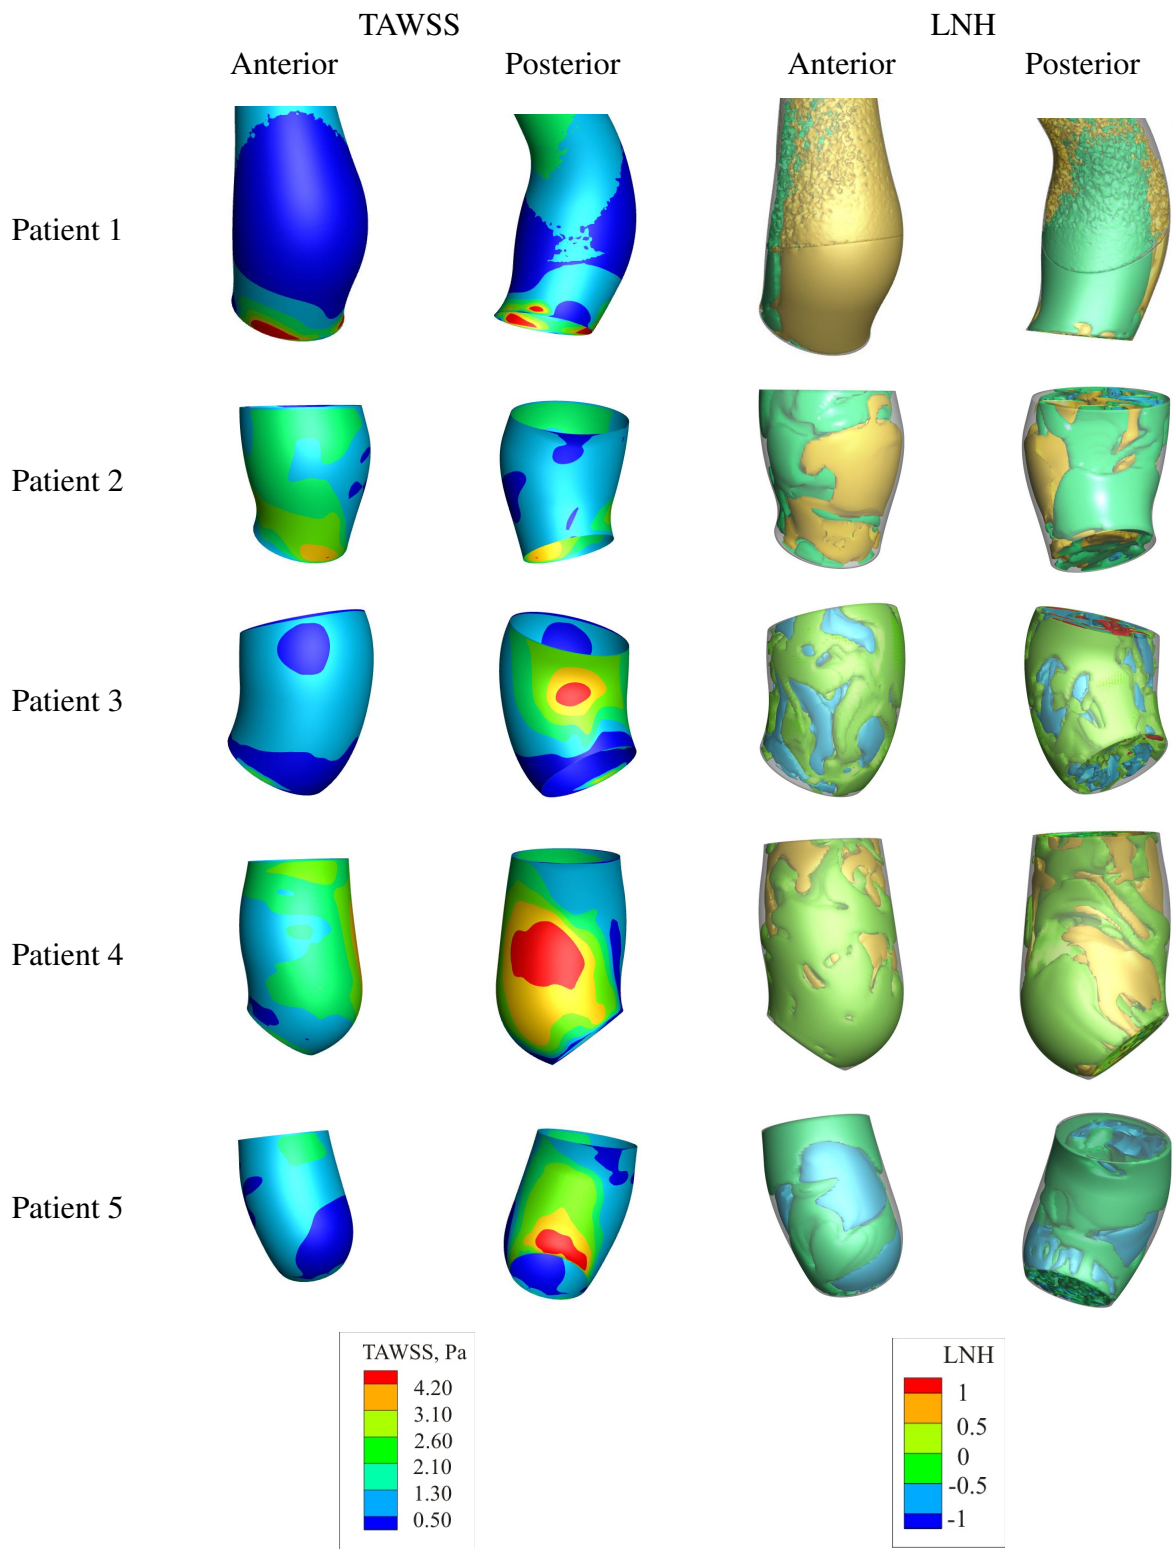 TAWSS LNH
Anterior Posterior Anterior Posterior
Patient 1
Patient 2
Patient 3
Patient 4
Patient 5
TAWSS, Pa
4.20
3.10
2.60
2.10
1.30
0.50
LNH
1
0.5
0
-0.5
-1